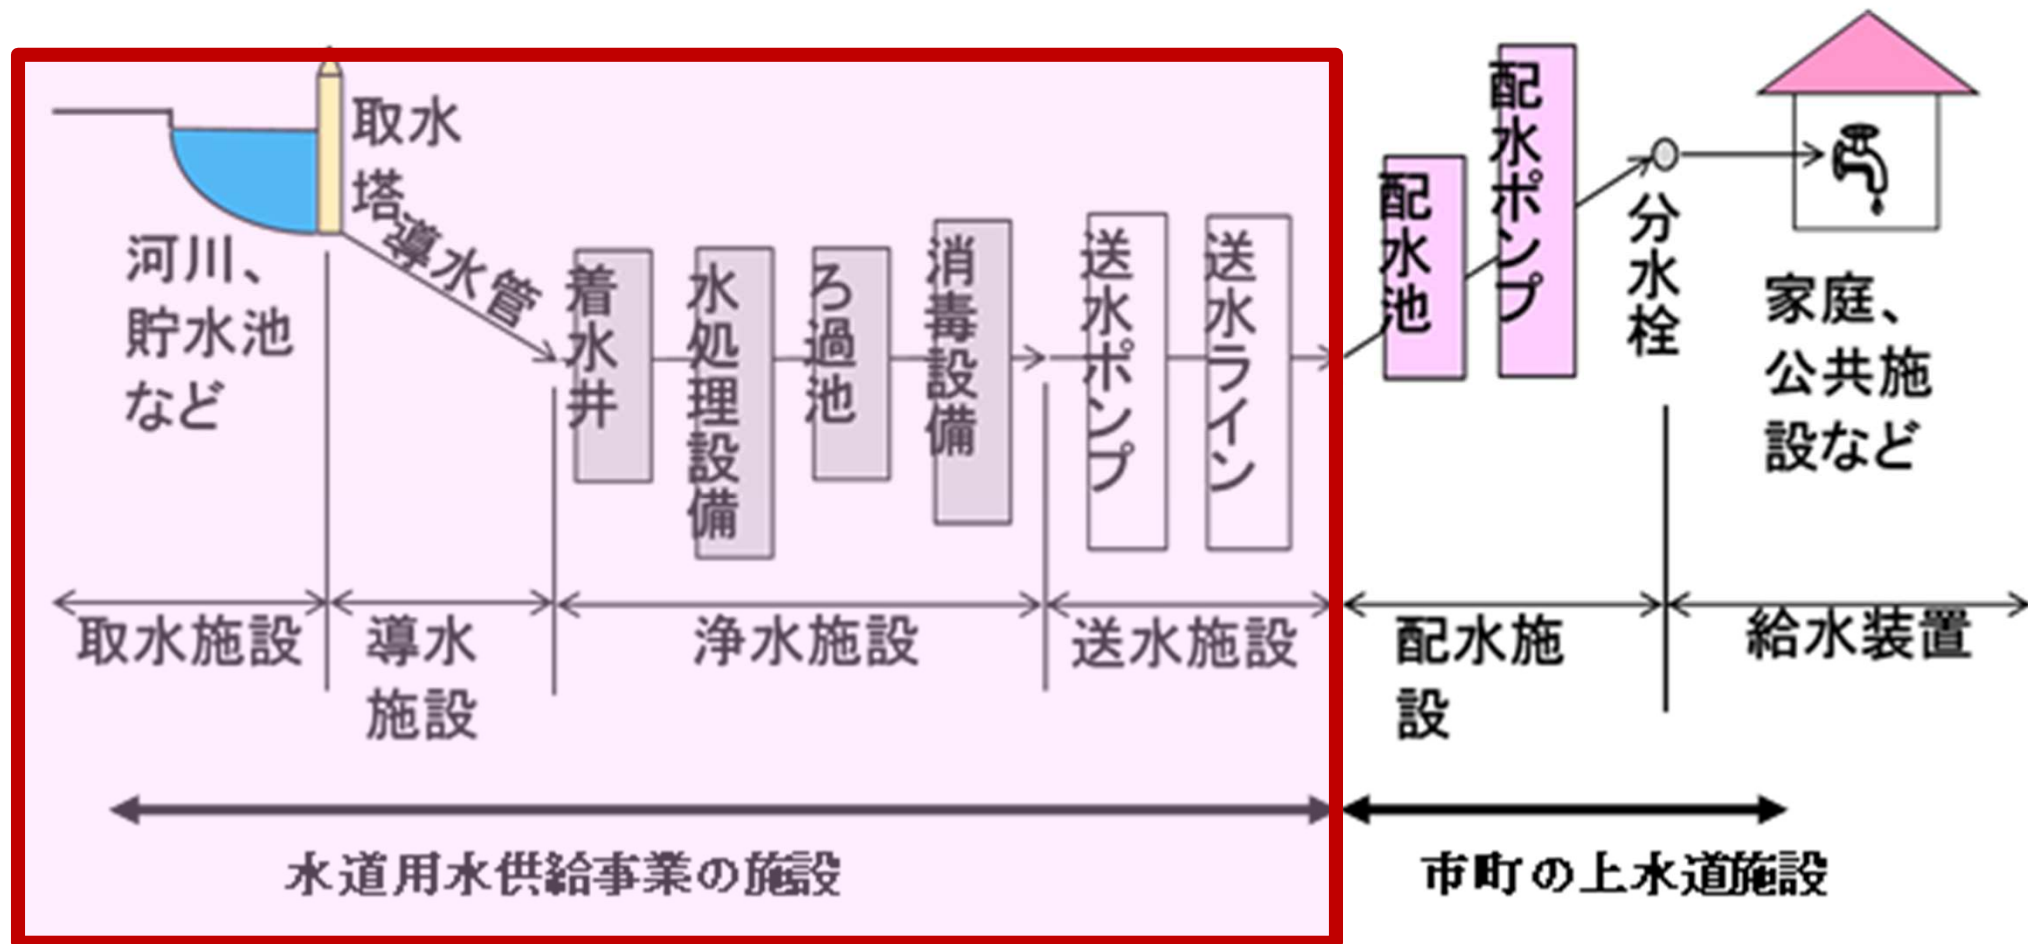 取水
塔
導水管
河川、
貯水池
など
着水井
水処理設備
ろ過池
消毒設備
送水ポンプ
送水ライン
配水池
配水ポンプ
分水栓
家庭、
公共施
設など
取水施設
導水
施設
浄水施設
送水施設
配水施
設
給水装置
水道用水供給事業の施設
市町の上水道施設